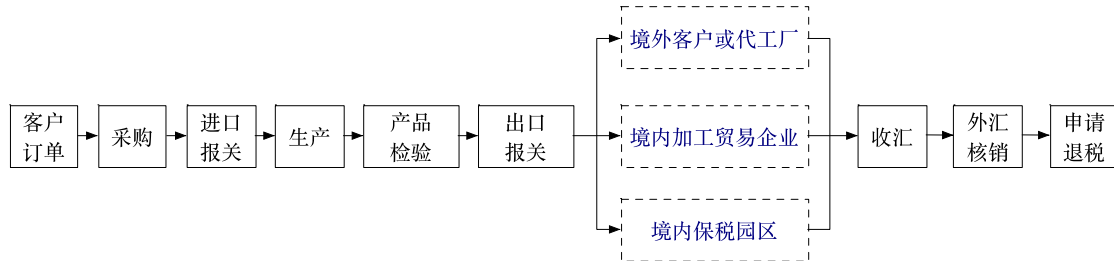 客户
订单
采购
进口
报关
生产
产品
检验
出口
报关
境外客户或代工厂
境内加工贸易企业
境内保税园区
收汇
外汇
核销
申请
退税